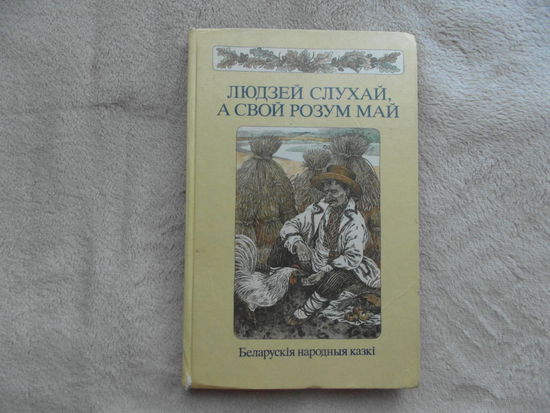 ЛЮДЗЕЙ СЛУХАЙ,
А СВОЙ РОЗУМ МАЙ
Беларускія народныя казкі